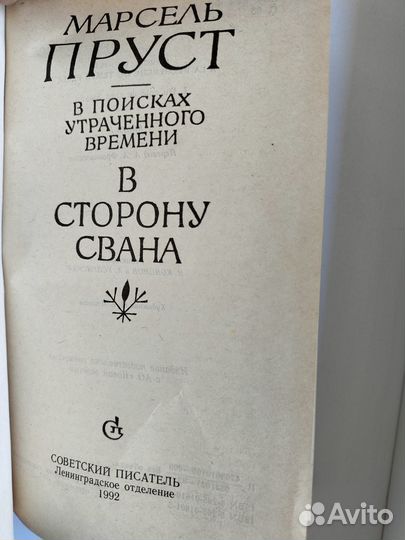 МАРСЕЛЬ
ПРУСТ
В ПОИСКАХ
УТРАЧЕННОГО
ВРЕМЕНИ
В
СТОРОНУ
СВАНА
СОВЕТСКИЙ ПИСАТЕЛЬ
Ленинградское отделение
1992
Avito